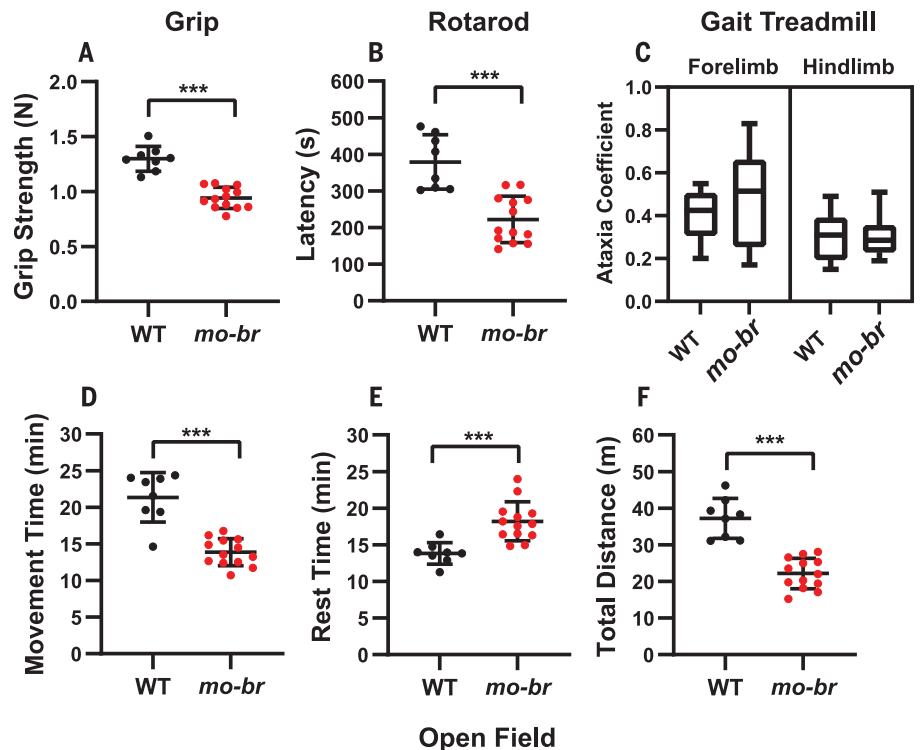 Grip
Rotarod
Gait Treadmill
A
B
C
Grip Strength (N)
2.0
1.5
1.0
0.5
0.0
***
WT
mo-br
Latency (s)
600
500
400
300
200
100
0
***
WT
mo-br
Forelimb
Hindlimb
Ataxia Coefficient
1.0
0.8
0.6
0.4
0.2
0.0
WT
mo-br
WT
mo-br
D
E
F
Movement Time (min)
30
25
20
15
10
5
0
***
WT
mo-br
Rest Time (min)
30
25
20
15
10
5
0
***
WT
mo-br
Total Distance (m)
60
50
40
30
20
10
0
***
WT
mo-br
Open Field